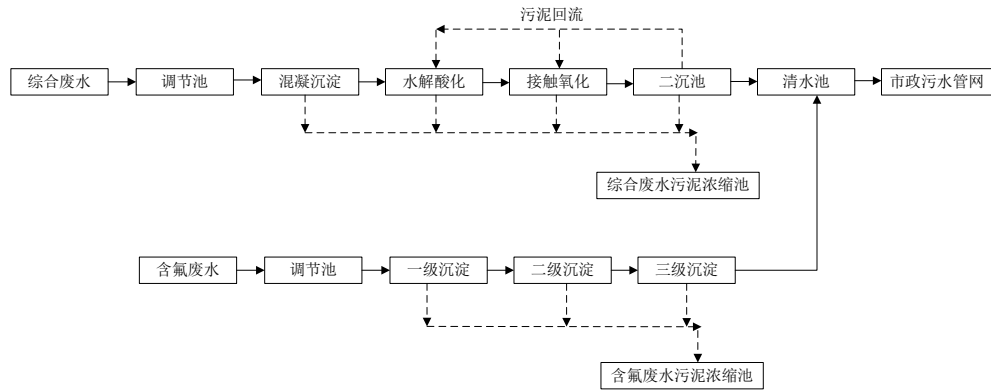 污泥回流
综合废水 调节池 混凝沉淀 水解酸化 接触氧化 二沉池 清水池 市政污水管网
综合废水污泥浓缩池
含氟废水 调节池 一级沉淀 二级沉淀 三级沉淀
含氟废水污泥浓缩池